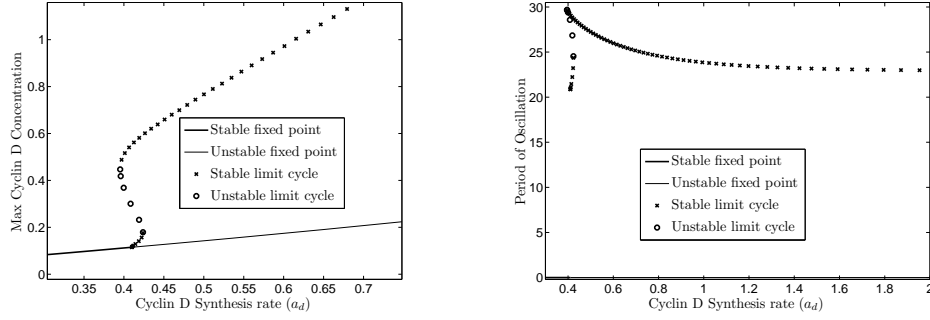 Max Cyclin D Concentration
1
0.8
0.6
0.4
0.2
0
0.35
0.4
0.45
0.5
0.55
0.6
0.65
0.7
Cyclin D Synthesis rate (a_d)
Stable fixed point
Unstable fixed point
Stable limit cycle
Unstable limit cycle
Period of Oscillation
30
25
20
15
10
5
0
0.4
0.6
0.8
1
1.2
1.4
1.6
1.8
2
Cyclin D Synthesis rate (a_d)
Stable fixed point
Unstable fixed point
Stable limit cycle
Unstable limit cycle